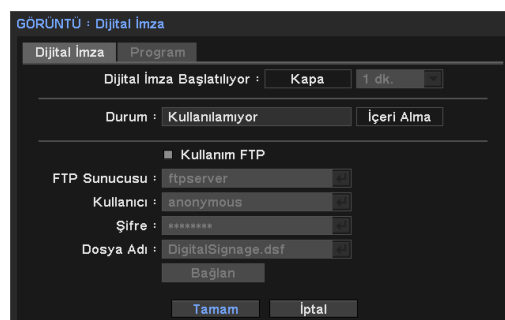 GÖRÜNTÜ : Dijital İmza
Dijital İmza Program
Dijital İmza Başlatılıyor : Kapa 1 dk.
Durum : Kullanılamıyor İçeri Alma
Kullanım FTP
FTP Sunucusu : ftpserver
Kullanıcı : anonymous
Şifre : ********
Dosya Adı : DigitalSignage.dsf
Bağlan
Tamam İptal